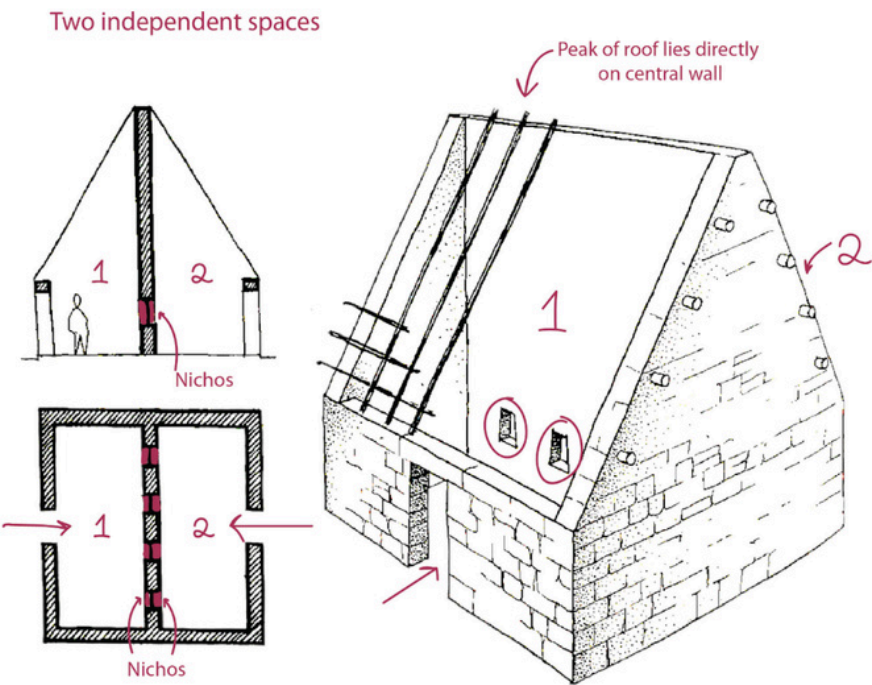 Two independent spaces
Peak of roof lies directly
on central wall
1
2
Nichos
1
2
Nichos
1
2